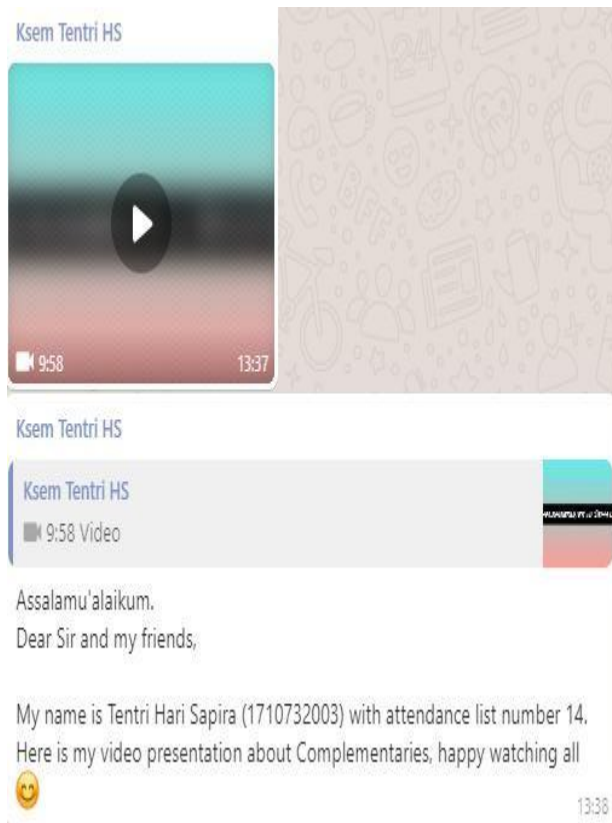 Ksem Tentri HS
9:58 13:37
Ksem Tentri HS
Ksem Tentri HS
9:58 Video
Assalamu'alaikum.
Dear Sir and my friends,
My name is Tentri Hari Sapira (1710732003) with attendance list number 14.
Here is my video presentation about Complementaries, happy watching all
😊
13:38